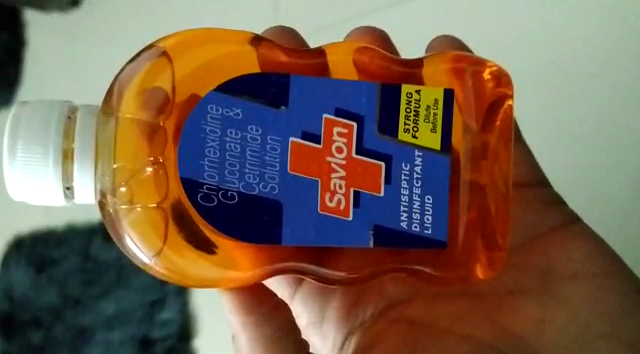 Chlorhexidine
Gluconate &
Cetrimide
Solution
Savlon
STRONG
FORMULA
Dilute
Before Use
ANTISEPTIC
DISINFECTANT
LIQUID